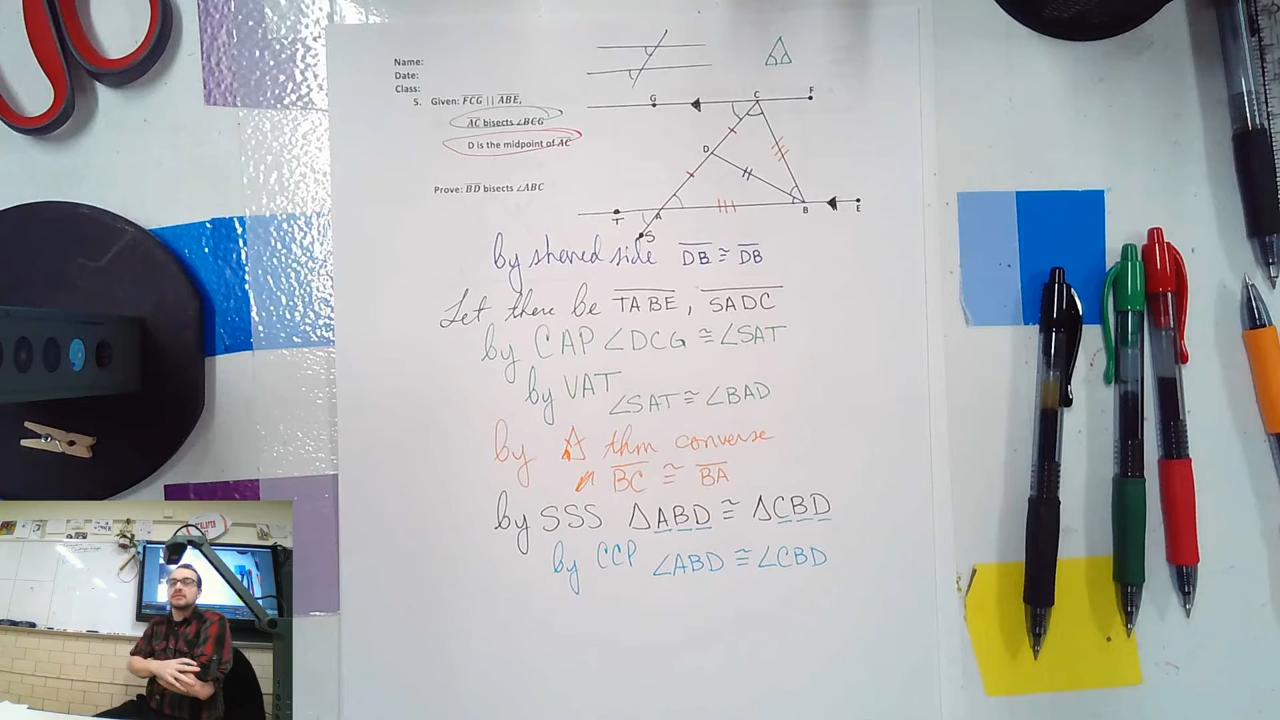 Name:
Date:
Class:
5. Given: FCG || ABE,
AC bisects ∠BCG
D is the midpoint of AC
Prove: BD bisects ∠ABC
G C F
D
T A B E
S
by shared side DB ≅ DB
Let there be TABE, SADC
by CAP ∠DCG ≅ ∠SAT
by VAT
∠SAT ≅ ∠BAD
by thm converse
BC ≅ BA
by SSS △ABD ≅ △CBD
by CCP ∠ABD ≅ ∠CBD